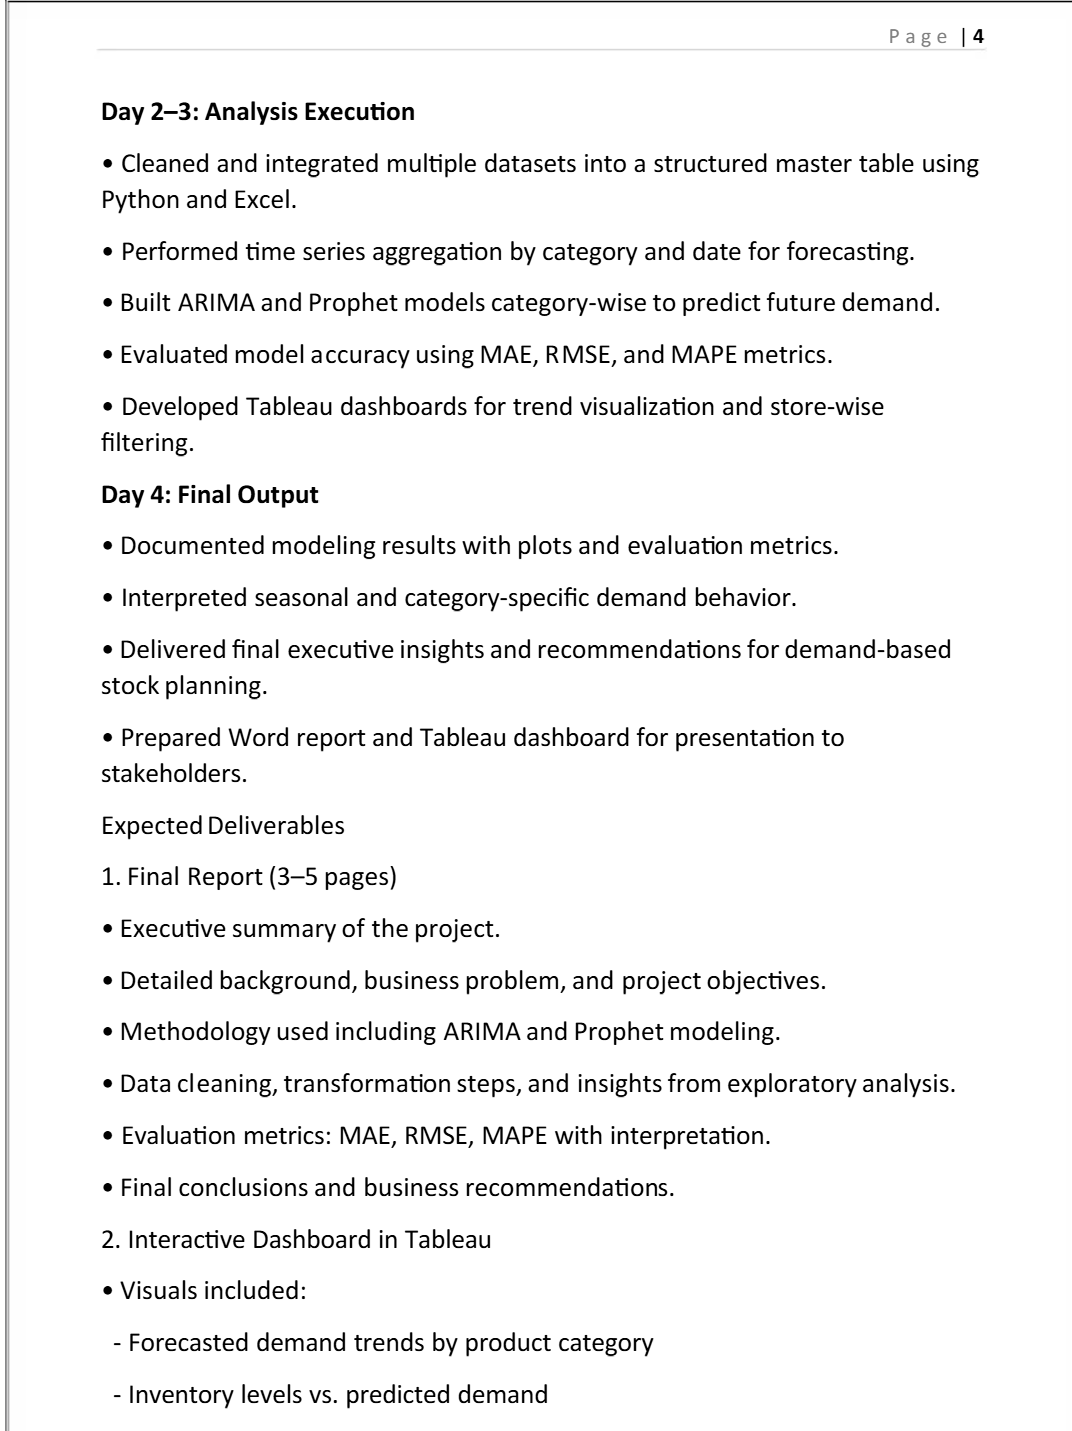 Page | 4
Day 2–3: Analysis Execution
• Cleaned and integrated multiple datasets into a structured master table using
Python and Excel.
• Performed time series aggregation by category and date for forecasting.
• Built ARIMA and Prophet models category-wise to predict future demand.
• Evaluated model accuracy using MAE, RMSE, and MAPE metrics.
• Developed Tableau dashboards for trend visualization and store-wise
filtering.
Day 4: Final Output
• Documented modeling results with plots and evaluation metrics.
• Interpreted seasonal and category-specific demand behavior.
• Delivered final executive insights and recommendations for demand-based
stock planning.
• Prepared Word report and Tableau dashboard for presentation to
stakeholders.
Expected Deliverables
1. Final Report (3–5 pages)
• Executive summary of the project.
• Detailed background, business problem, and project objectives.
• Methodology used including ARIMA and Prophet modeling.
• Data cleaning, transformation steps, and insights from exploratory analysis.
• Evaluation metrics: MAE, RMSE, MAPE with interpretation.
• Final conclusions and business recommendations.
2. Interactive Dashboard in Tableau
• Visuals included:
- Forecasted demand trends by product category
- Inventory levels vs. predicted demand